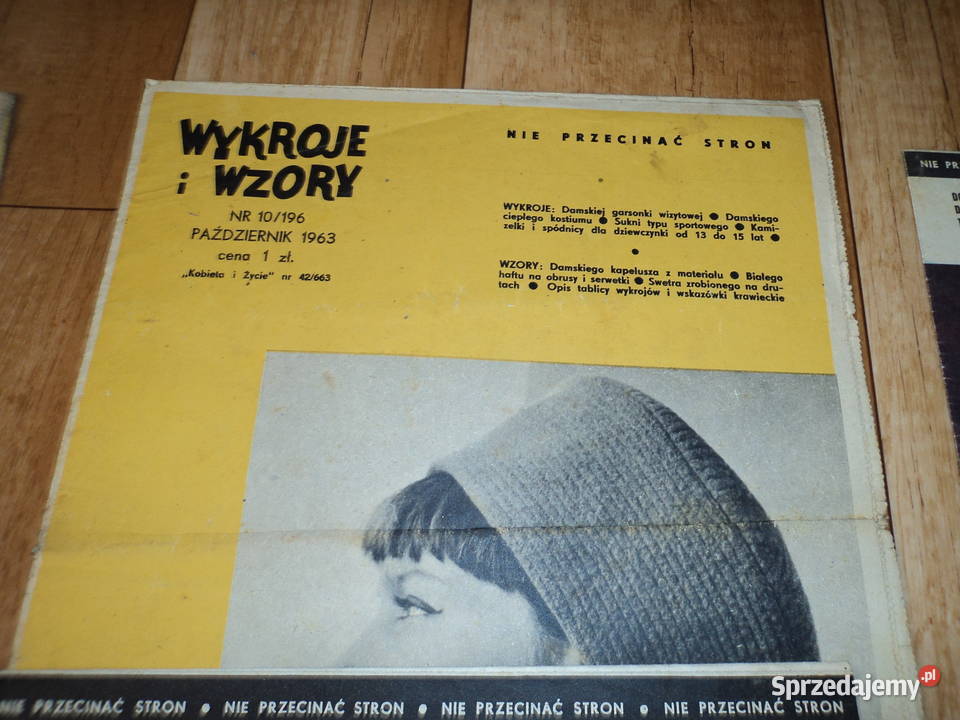 WYKROJE
i WZORY
NR 10/196
PAŹDZIERNIK 1963
cena 1 zł.
„Kobieta i Życie" nr 42/663
NIE PRZECINAĆ STRON
WYKROJE: Damskiej garsonki wizytowej ● Damskiego
ciepłego kostiumu ● Sukni typu sportowego ● Kami-
zelki i spódnicy dla dziewczynki od 13 do 15 lat ●
●
WZORY: Damskiego kapelusza z materiału ● Białego
haftu na obrusy i serwetki ● Swetra zrobionego na dru-
tach ● Opis tablicy wykrojów i wskazówki krawieckie
NIE PRZECINAĆ STRON ● NIE PRZECINAĆ STRON ● NIE PRZECINAĆ STRON ● NIE PRZECINAĆ STRON
NIE
Sprzedajemy.pl